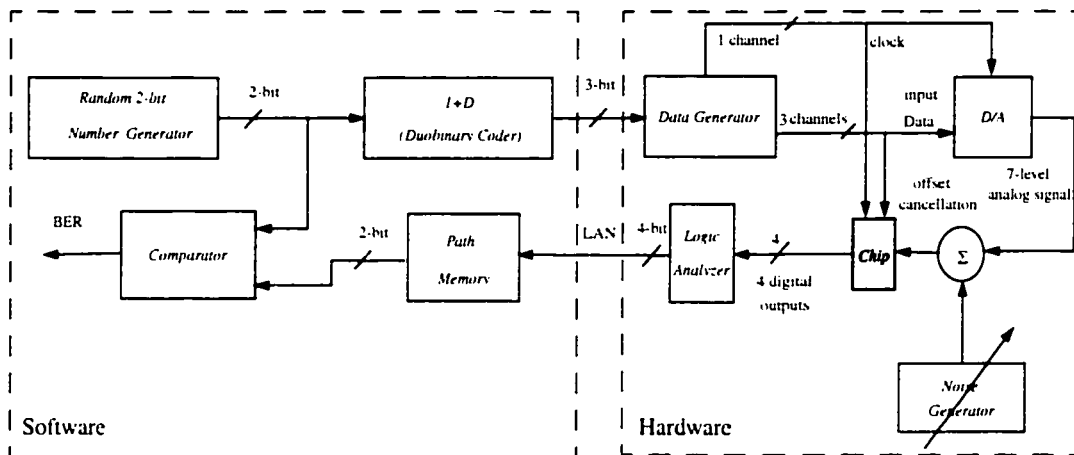 1 channel
clock
Random 2-bit
Number Generator
2-bit
1+D
(Duobinary Coder)
3-bit
Data Generator
3 channels
input
Data
D/A
7-level
analog signal
offset
cancellation
BER
Comparator
2-bit
Path
Memory
LAN
4-bit
Logic
Analyzer
4
4 digital
outputs
Chip
Σ
Noise
Generator
Software
Hardware